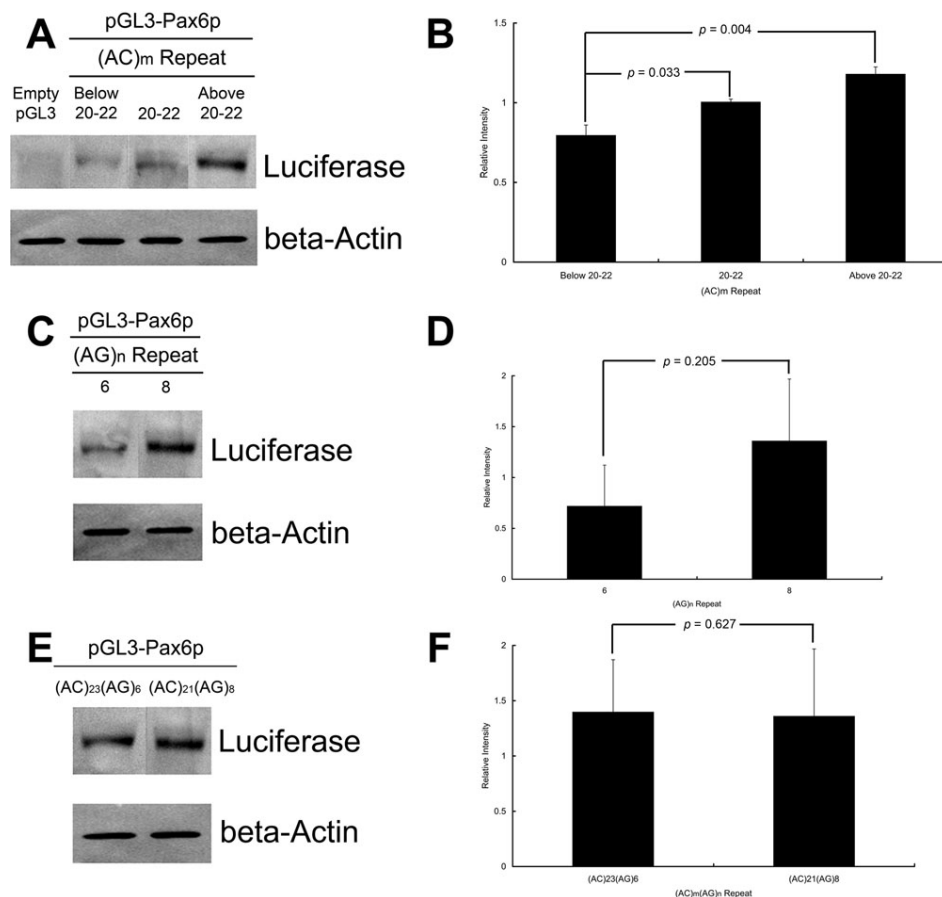 A
pGL3-Pax6p
(AC)m Repeat
Empty pGL3
Below 20-22
20-22
Above 20-22
Luciferase
beta-Actin
B
Relative Intensity
1.5
1
0.5
0
p = 0.004
p = 0.033
Below 20-22
20-22
Above 20-22
(AC)m Repeat
C
pGL3-Pax6p
(AG)n Repeat
6 8
Luciferase
beta-Actin
D
Relative Intensity
2
1.5
1
0.5
0
p = 0.205
6
8
(AG)n Repeat
E
pGL3-Pax6p
(AC)23(AG)6 (AC)21(AG)8
Luciferase
beta-Actin
F
Relative Intensity
2
1.5
1
0.5
0
p = 0.627
(AC)23(AG)6
(AC)21(AG)8
(AC)m(AG)n Repeat